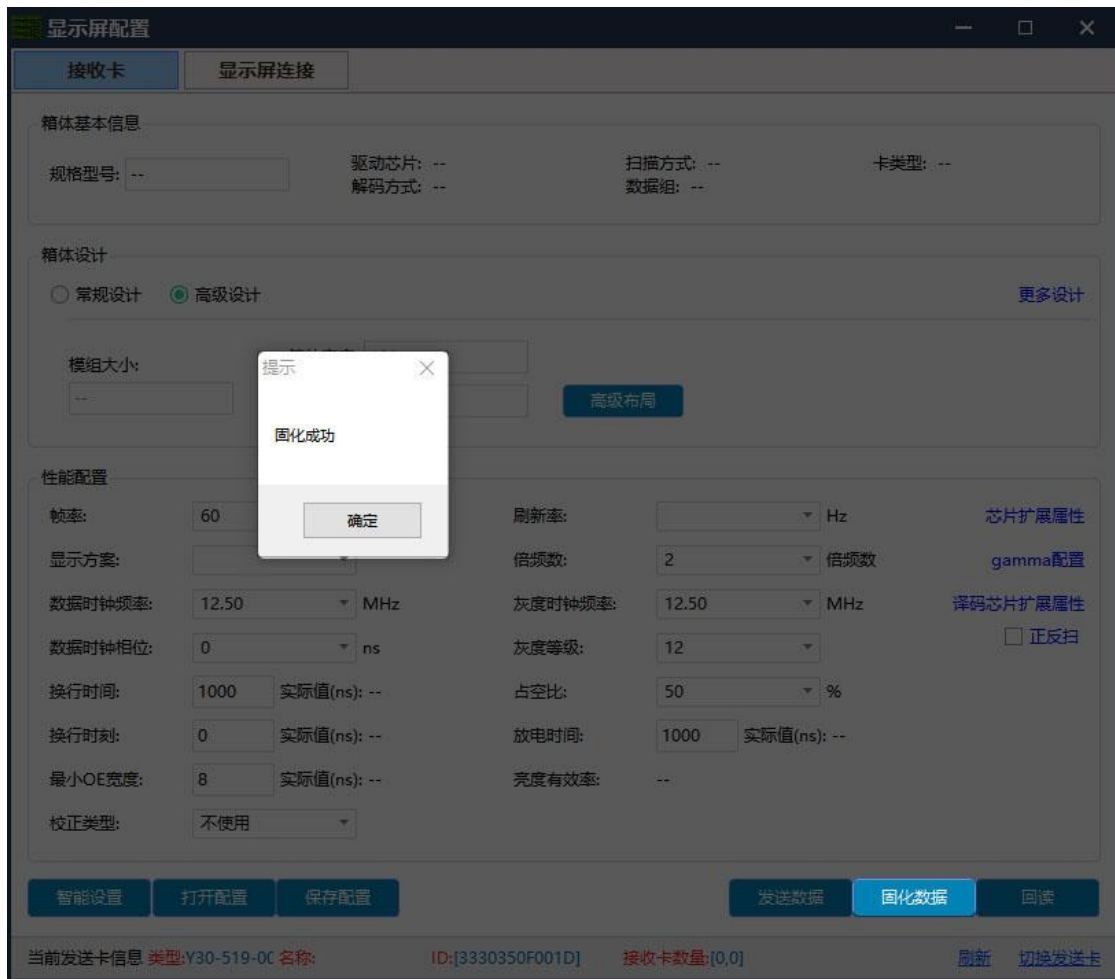 显示屏配置
接收卡 显示屏连接
箱体基本信息
规格型号: -- 驱动芯片: -- 扫描方式: -- 卡类型: --
解码方式: -- 数据组: --
箱体设计
常规设计 高级设计 更多设计
模组大小:
--
高级布局
提示
固化成功
确定
性能配置
帧率: 60 刷新率: Hz 芯片扩展属性
显示方案: 倍频数: 2 倍频数 gamma配置
数据时钟频率: 12.50 MHz 灰度时钟频率: 12.50 MHz 译码芯片扩展属性
正反扫
数据时钟相位: 0 ns 灰度等级: 12
换行时间: 1000 实际值(ns): -- 占空比: 50 %
换行时刻: 0 实际值(ns): -- 放电时间: 1000 实际值(ns): --
最小OE宽度: 8 实际值(ns): -- 亮度有效率: --
校正类型: 不使用
智能设置 打开配置 保存配置 发送数据 固化数据 回读
当前发送卡信息 类型:Y30-519-0C 名称: ID:[3330350F001D] 接收卡数量:[0,0] 刷新 切换发送卡